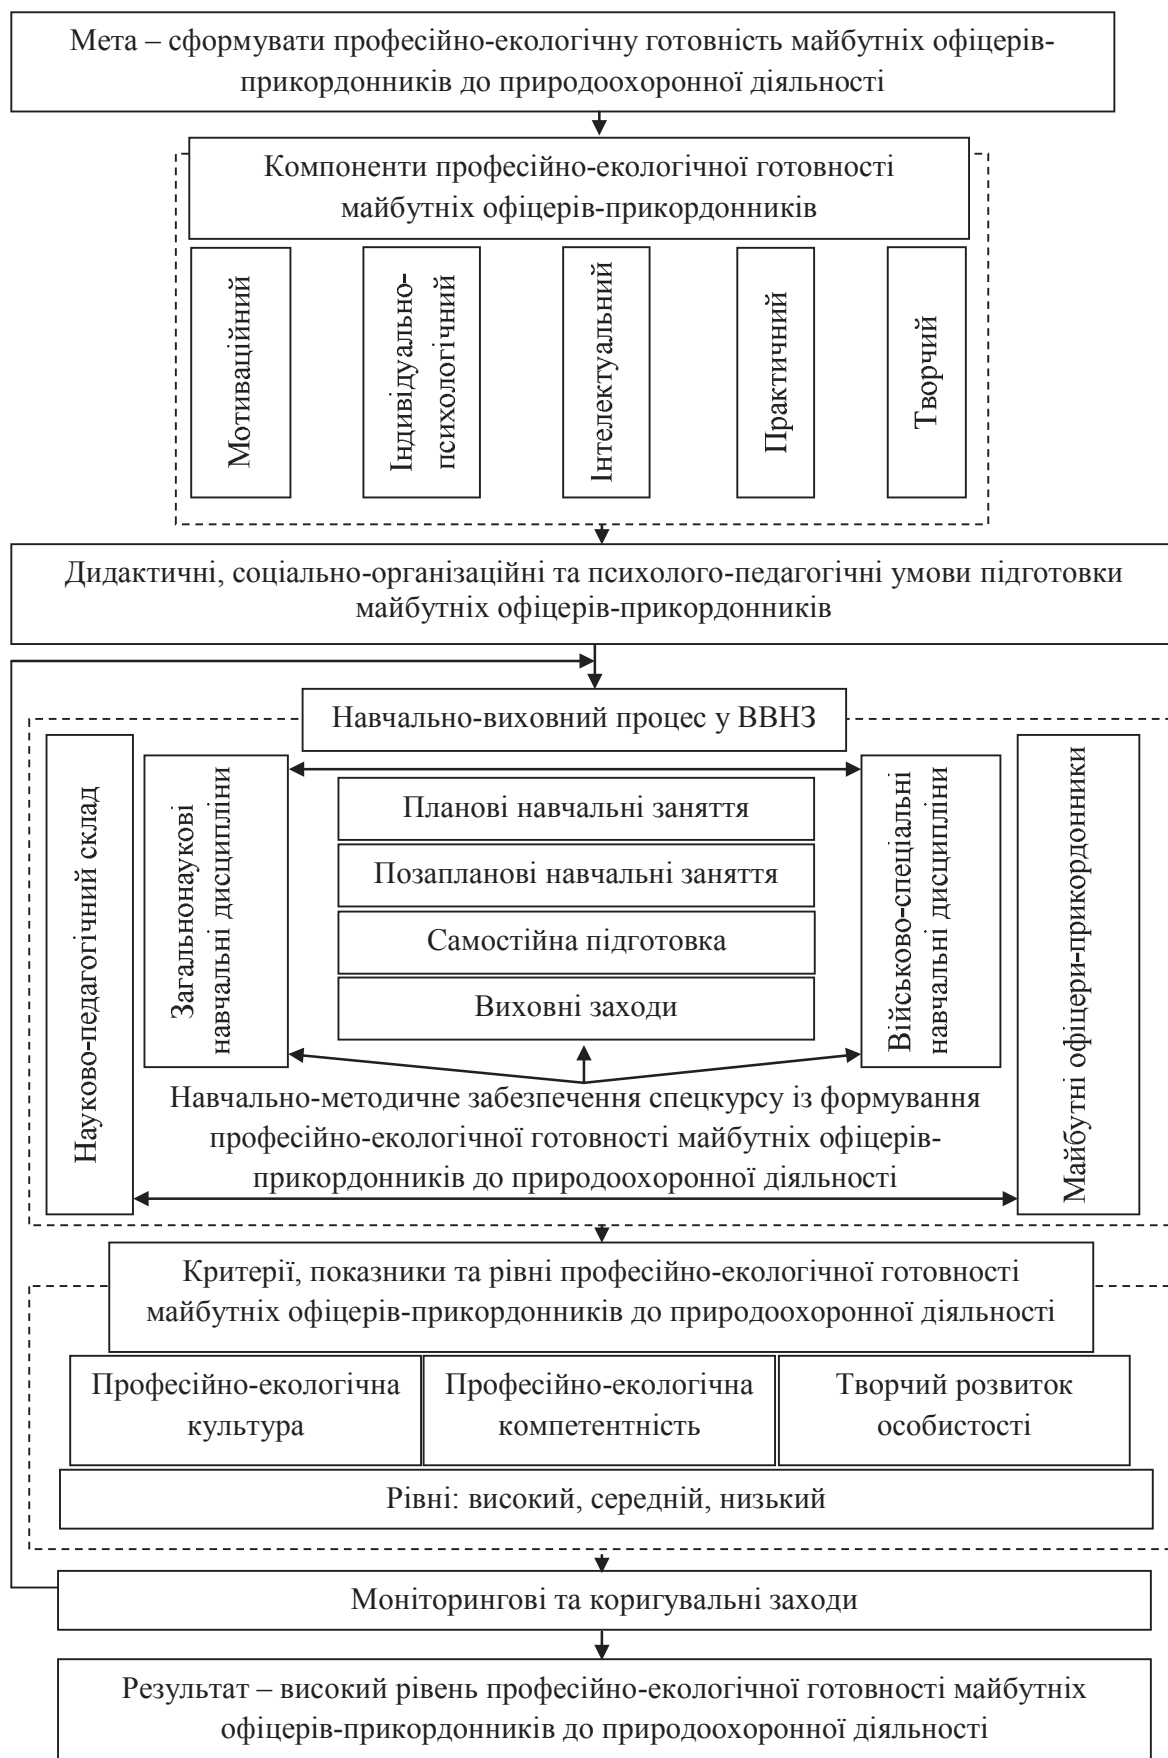 Мета – сформувати професійно-екологічну готовність майбутніх офіцерів-
прикордонників до природоохоронної діяльності
Компоненти професійно-екологічної готовності
майбутніх офіцерів-прикордонників
Мотиваційний
Індивідуально-
психологічний
Інтелектуальний
Практичний
Творчий
Дидактичні, соціально-організаційні та психолого-педагогічні умови підготовки
майбутніх офіцерів-прикордонників
Навчально-виховний процес у ВВНЗ
Науково-педагогічний склад
Загальнонаукові
навчальні дисципліни
Планові навчальні заняття
Позапланові навчальні заняття
Самостійна підготовка
Виховні заходи
Військово-спеціальні
навчальні дисципліни
Майбутні офіцери-прикордонники
Навчально-методичне забезпечення спецкурсу із формування
професійно-екологічної готовності майбутніх офіцерів-
прикордонників до природоохоронної діяльності
Критерії, показники та рівні професійно-екологічної готовності
майбутніх офіцерів-прикордонників до природоохоронної діяльності
Професійно-екологічна
культура
Професійно-екологічна
компетентність
Творчий розвиток
особистості
Рівні: високий, середній, низький
Моніторингові та коригувальні заходи
Результат – високий рівень професійно-екологічної готовності майбутніх
офіцерів-прикордонників до природоохоронної діяльності